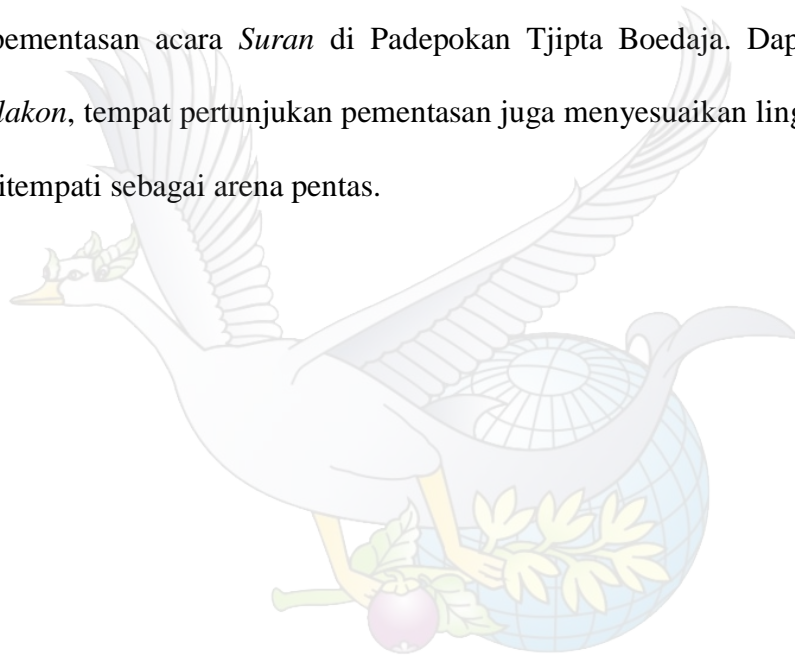 pementasan acara Suran di Padepokan Tjipta Boedaja. Dap
lakon, tempat pertunjukan pementasan juga menyesuaikan ling
itempati sebagai arena pentas.